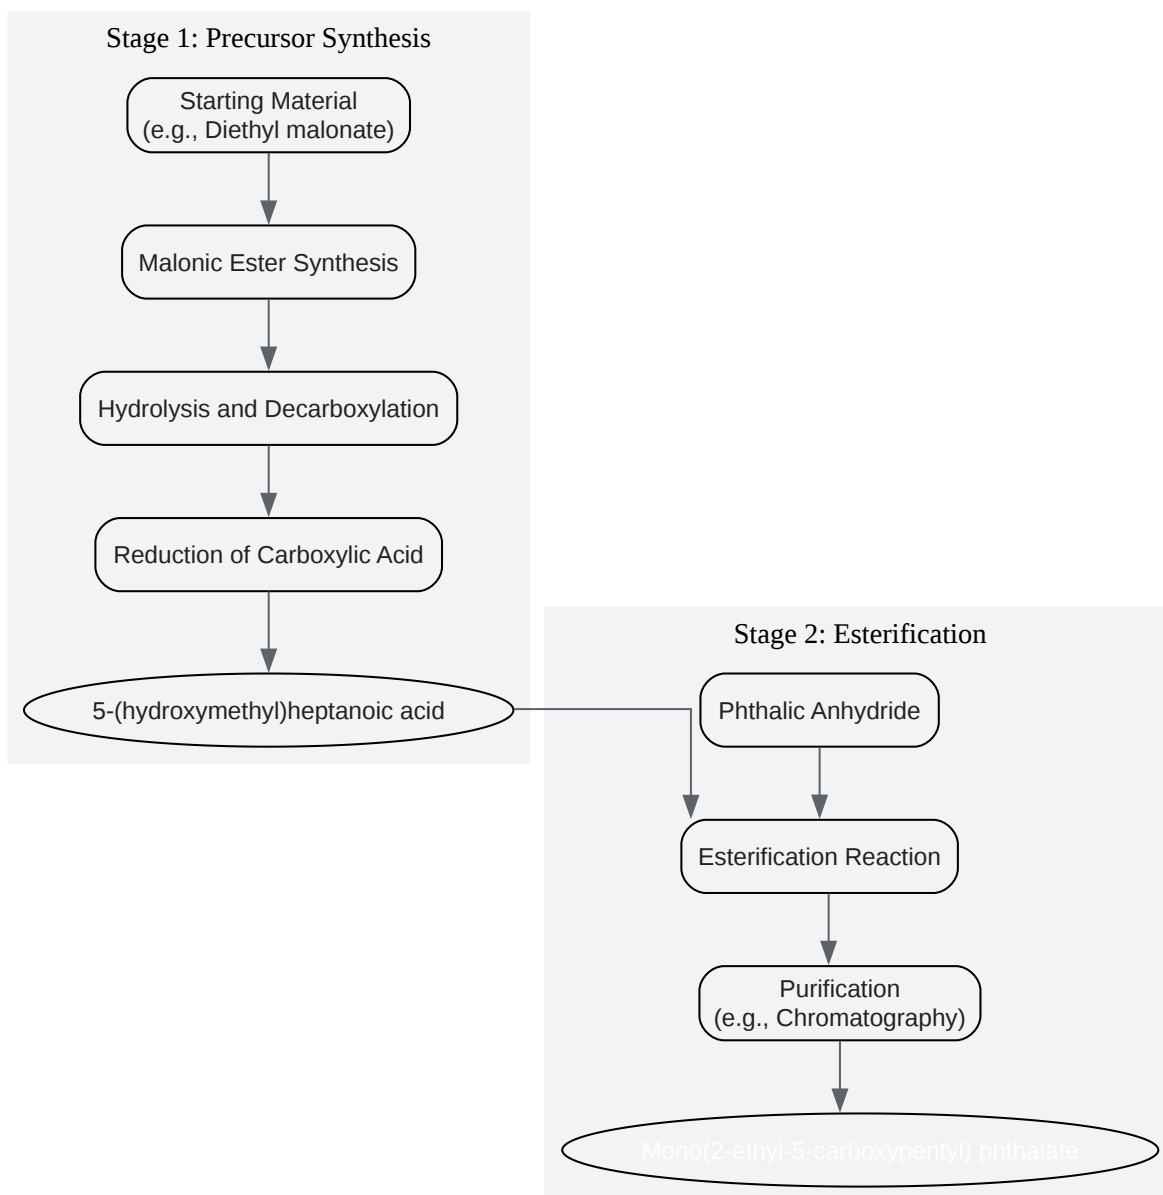 Stage 1: Precursor Synthesis
Starting Material
(e.g., Diethyl malonate)
Malonic Ester Synthesis
Hydrolysis and Decarboxylation
Reduction of Carboxylic Acid
5-(hydroxymethyl)heptanoic acid
Stage 2: Esterification
Phthalic Anhydride
Esterification Reaction
Purification
(e.g., Chromatography)
Mono(2-ethyl-5-carboxypentyl) phthalate